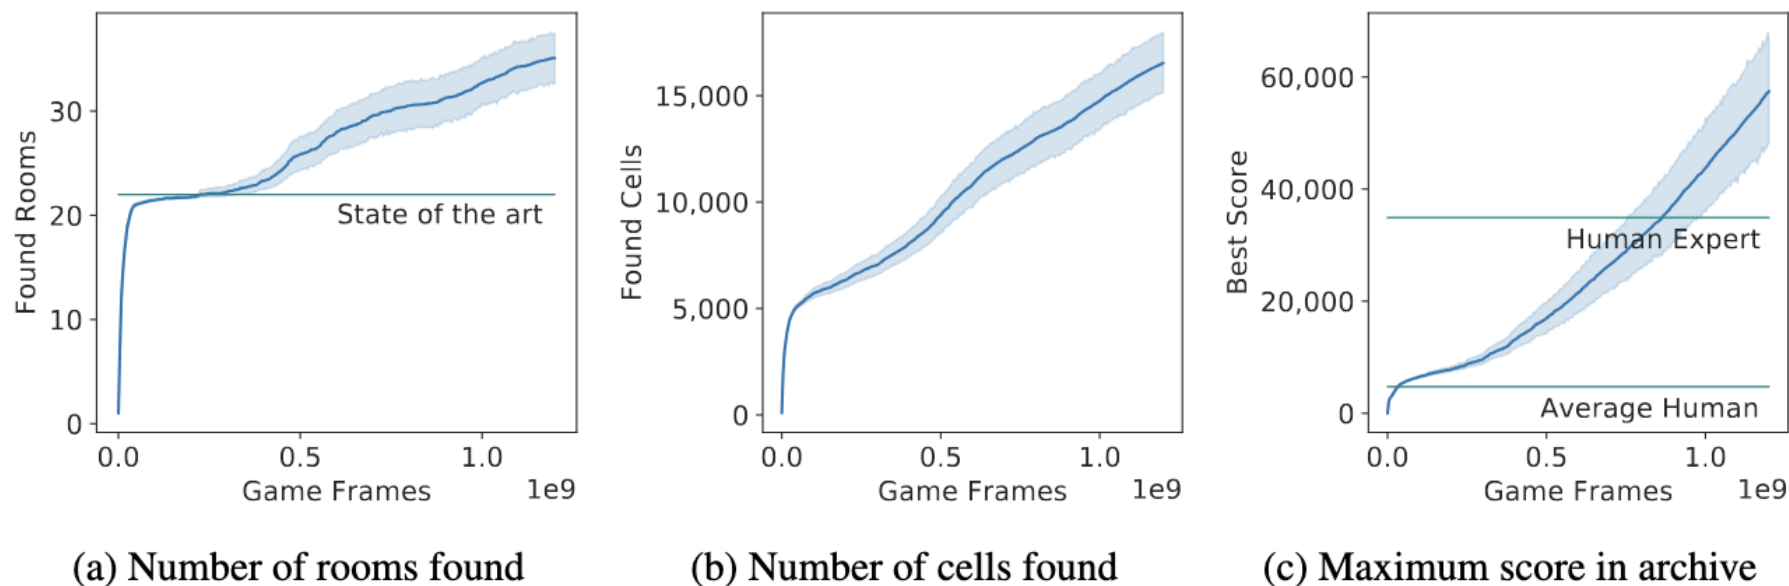 Found Rooms
30
20
10
0
State of the art
0.0 0.5 1.0
Game Frames 1e9
(a) Number of rooms found
Found Cells
15,000
10,000
5,000
0
0.0 0.5 1.0
Game Frames 1e9
(b) Number of cells found
Best Score
60,000
40,000
20,000
0
Human Expert
Average Human
0.0 0.5 1.0
Game Frames 1e9
(c) Maximum score in archive